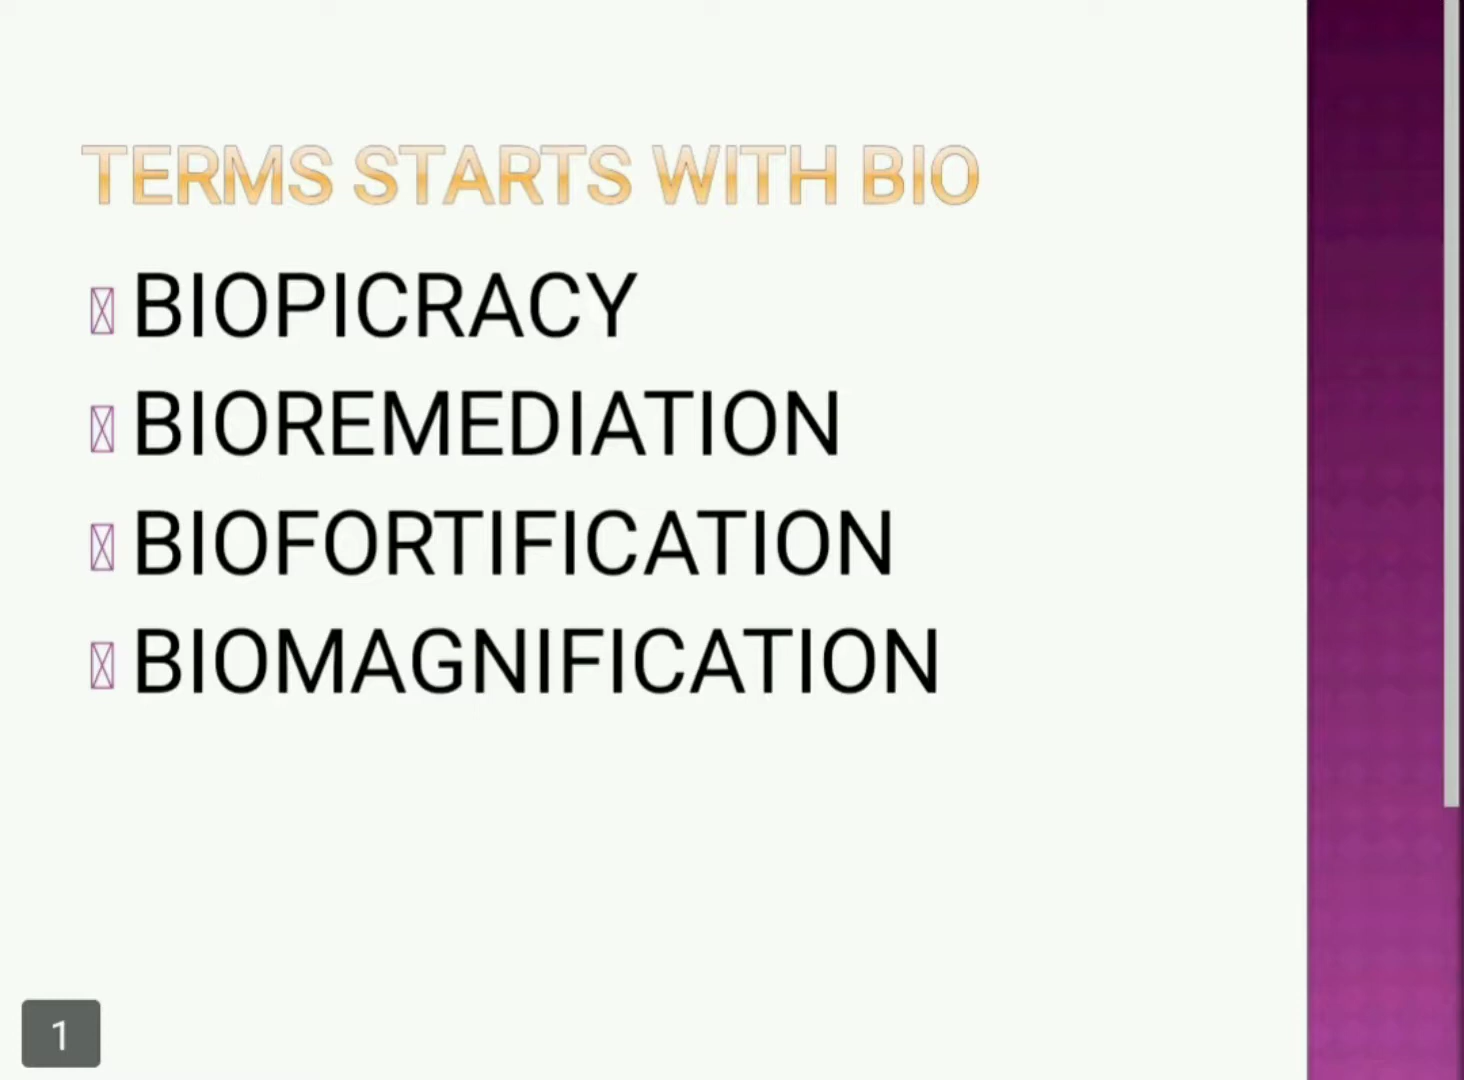 TERMS STARTS WITH BIO
BIOPICRACY
BIOREMEDIATION
BIOFORTIFICATION
BIOMAGNIFICATION
1